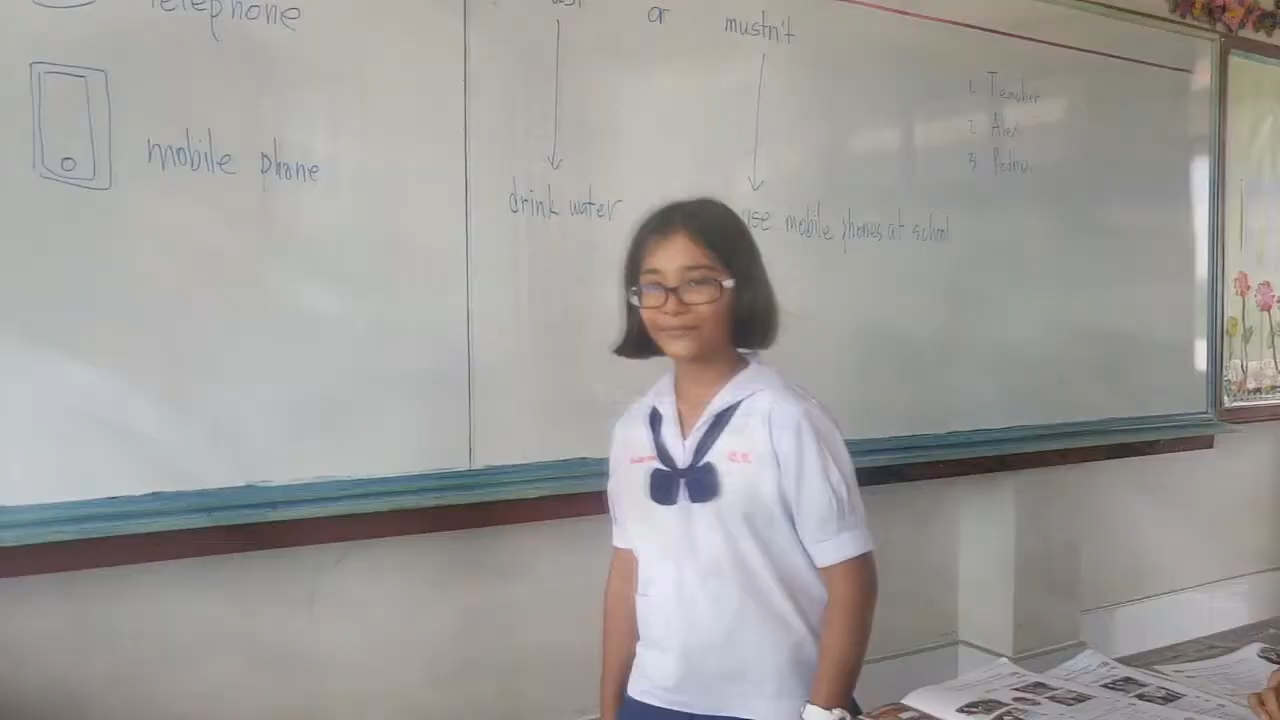 telephone
mobile phone
or
mustn't
drink water
use mobile phones at school
1. Teacher
2. Alex
3. Pedro